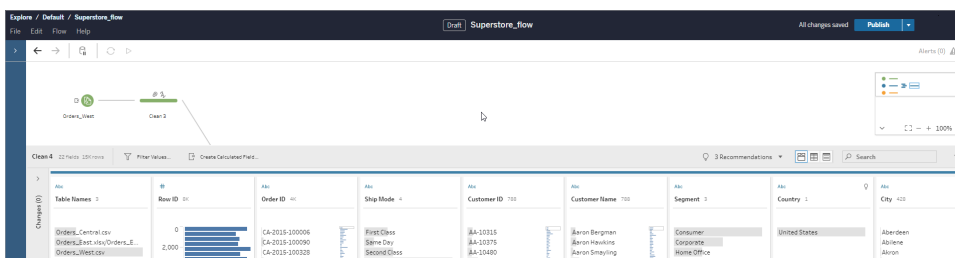 Explore / Default / Superstore_flow
Draft Superstore_flow
All changes saved Publish
File Edit Flow Help
Alerts (0)
Orders_West Clean 3
100%
Clean 4 22 fields 15K rows Filter Values... Create Calculated Field... 3 Recommendations Search
Changes (0)
Abc # Abc Abc Abc Abc Abc Abc Abc
Table Names 3 Row ID 8K Order ID 4K Ship Mode 4 Customer ID 788 Customer Name 788 Segment 3 Country 1 City 428
Orders_Central.csv 0 CA-2015-100006 First Class AA-10315 Aaron Bergman Consumer United States Aberdeen
Orders_East.xlsx/Orders_E... CA-2015-100090 Same Day AA-10375 Aaron Hawkins Corporate Abilene
Orders_West.csv 2,000 CA-2015-100328 Second Class AA-10480 Aaron Smayling Home Office Akron